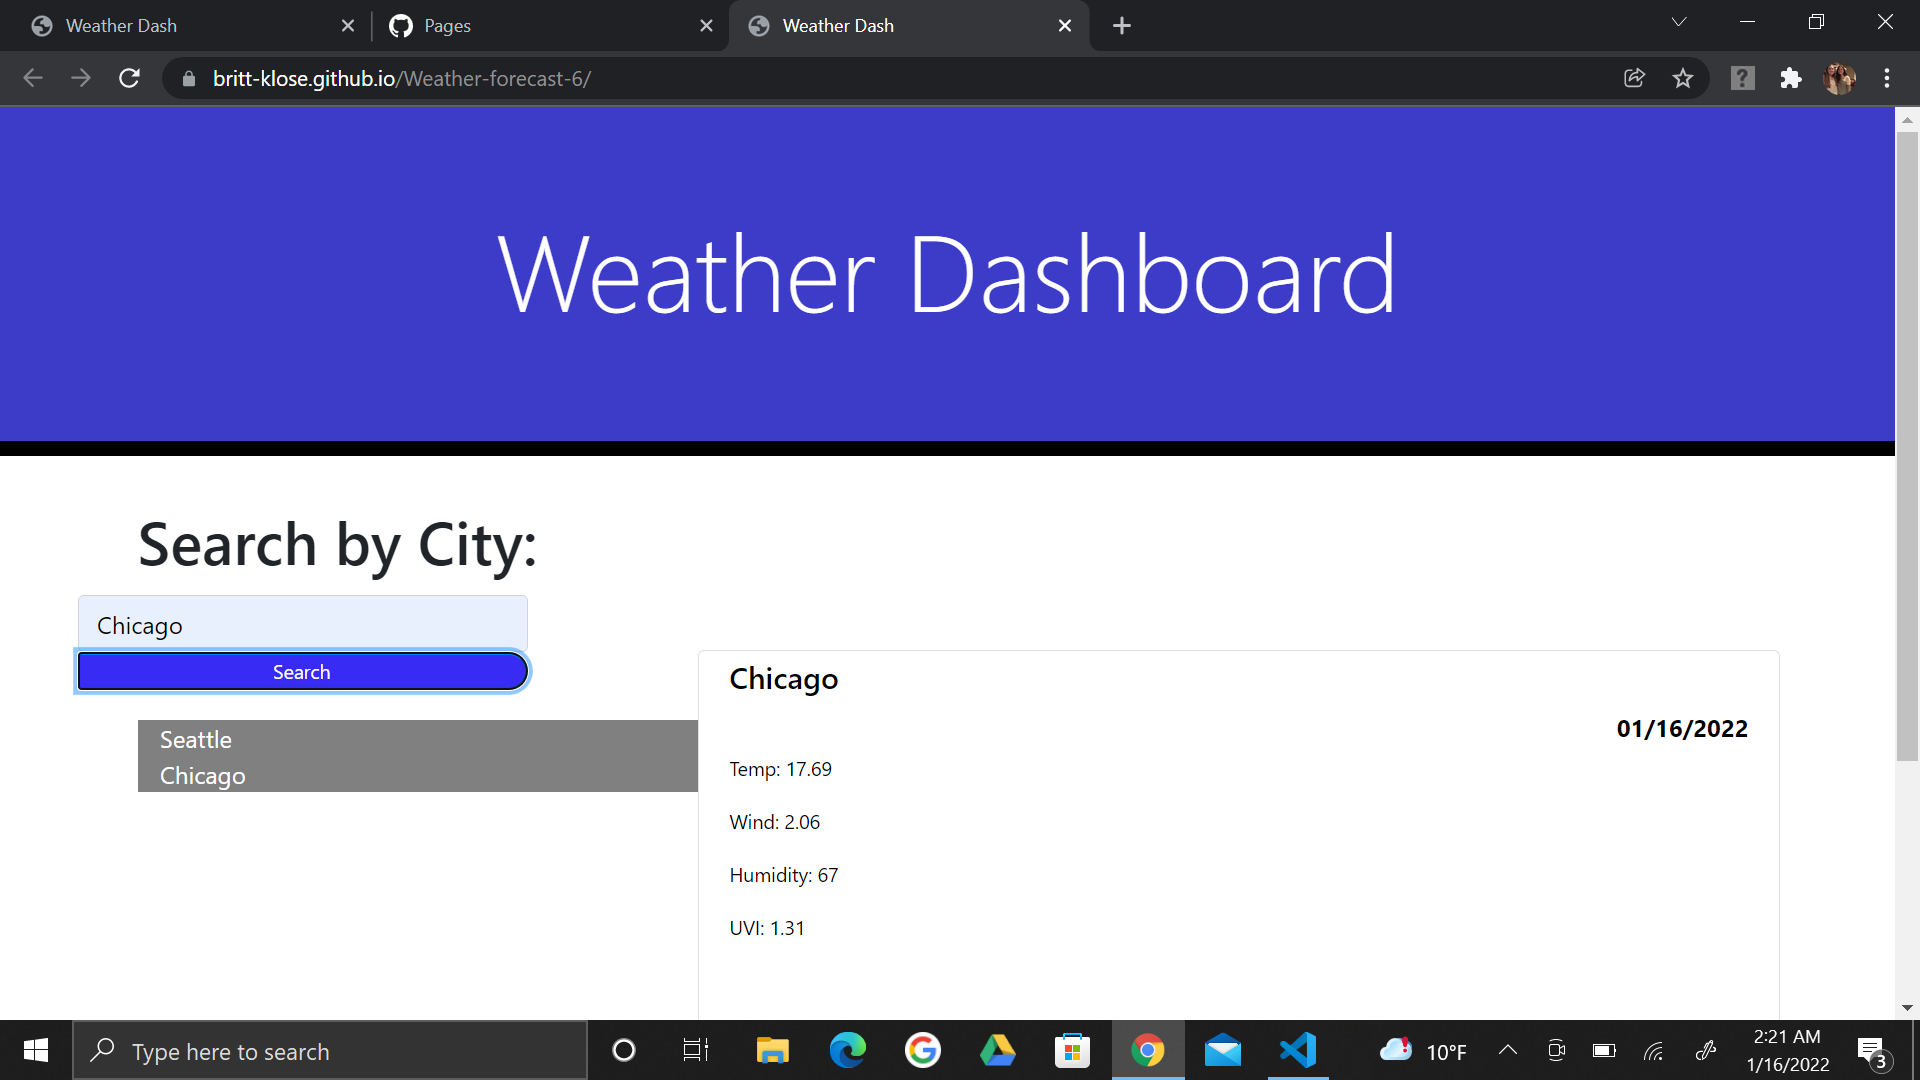 Weather Dash
Pages
Weather Dash
britt-klose.github.io/Weather-forecast-6/
Weather Dashboard
Search by City:
Chicago
Search
Seattle
Chicago
Chicago
01/16/2022
Temp: 17.69
Wind: 2.06
Humidity: 67
UVI: 1.31
Type here to search
10°F
2:21 AM
1/16/2022
3